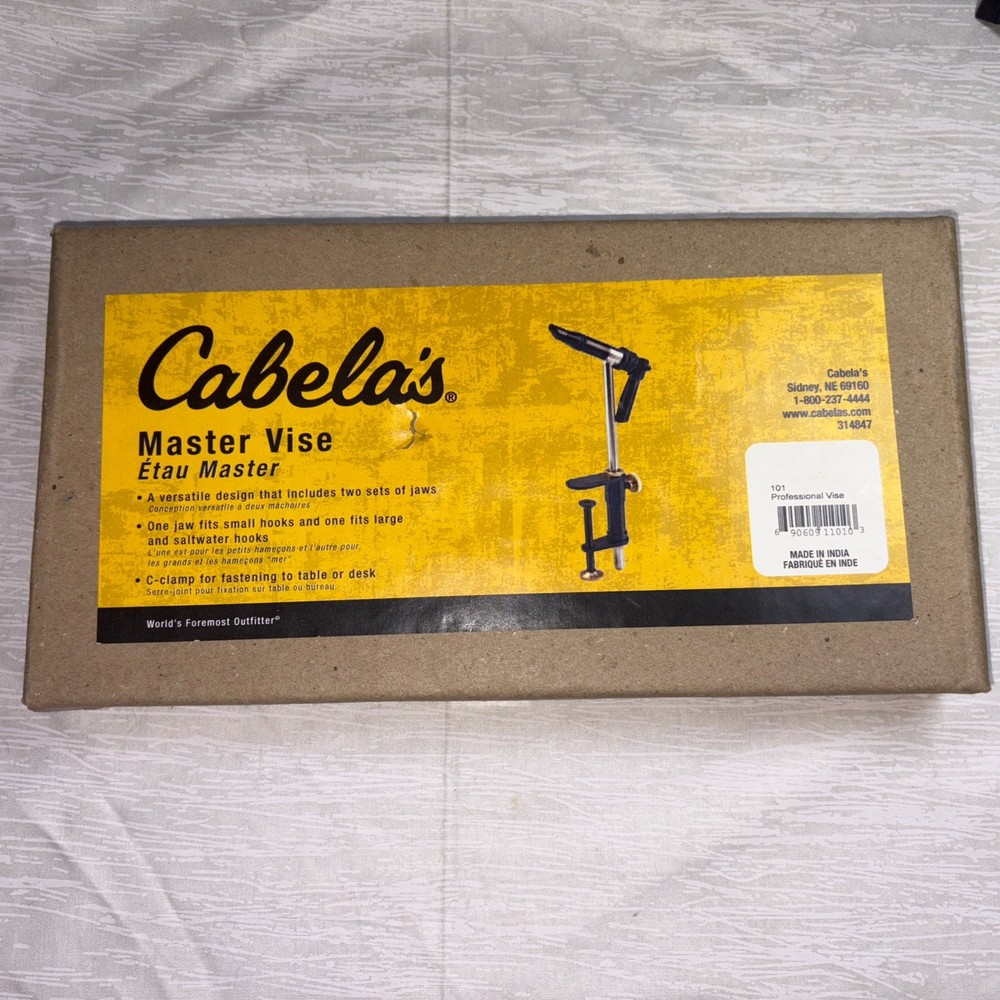 Cabela's®
Master Vise
Étau Master
• A versatile design that includes two sets of jaws
Conception versatile à deux mâchoires
• One jaw fits small hooks and one fits large
and saltwater hooks
L'une est pour les petits hameçons et l'autre pour
les grands et les hameçons "mer"
• C-clamp for fastening to table or desk
Serre-joint pour fixation sur table ou bureau
World's Foremost Outfitter®
Cabela's
Sidney, NE 69160
1-800-237-4444
www.cabelas.com
314847
101
Professional Vise
6 90609 11010 3
MADE IN INDIA
FABRIQUÉ EN INDE